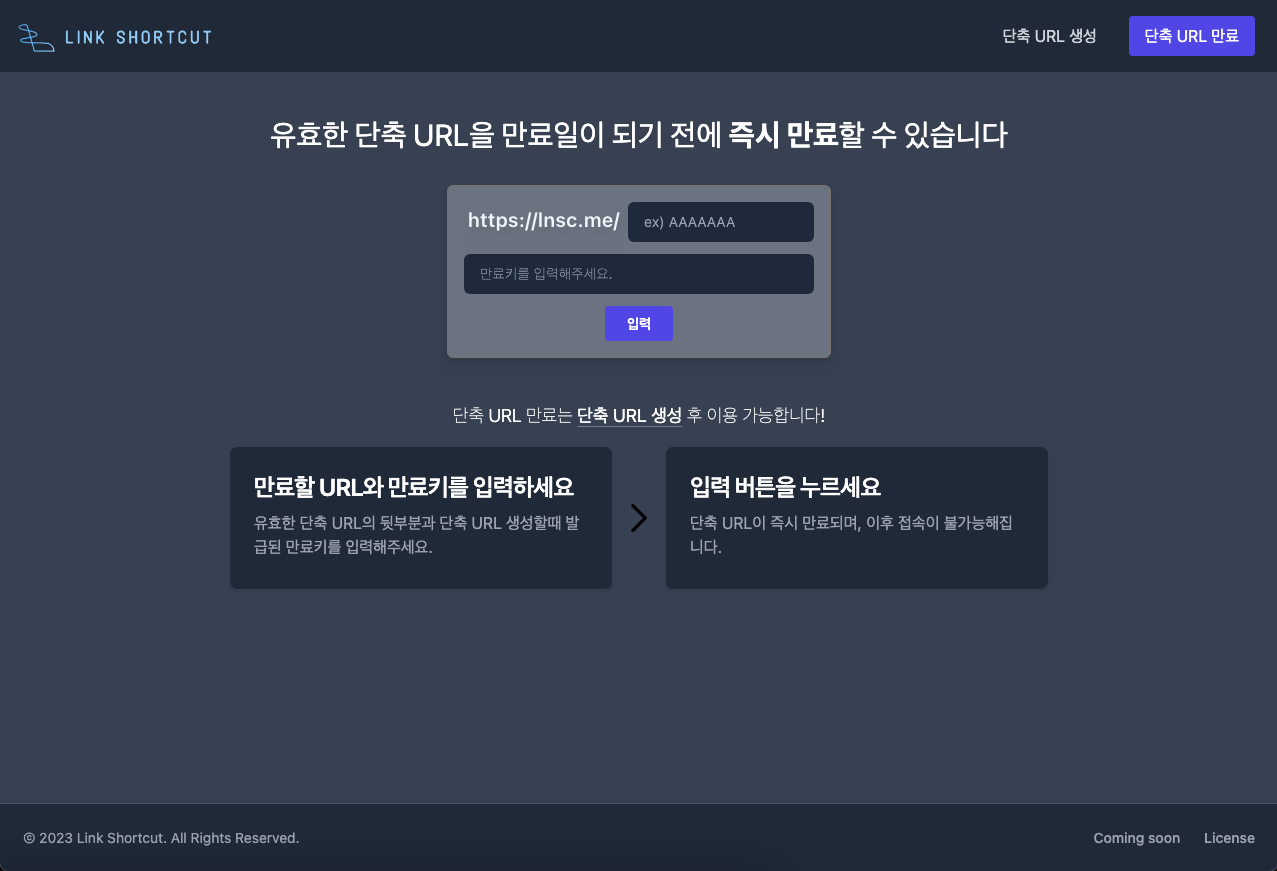 LINK SHORTCUT
단축 URL 생성
단축 URL 만료
유효한 단축 URL을 만료일이 되기 전에 즉시 만료할 수 있습니다
https://lnsc.me/
ex) AAAAAAA
만료키를 입력해주세요.
입력
단축 URL 만료는 단축 URL 생성 후 이용 가능합니다!
만료할 URL와 만료키를 입력하세요
유효한 단축 URL의 뒷부분과 단축 URL 생성할때 발
급된 만료키를 입력해주세요.
입력 버튼을 누르세요
단축 URL이 즉시 만료되며, 이후 접속이 불가능해집
니다.
© 2023 Link Shortcut. All Rights Reserved.
Coming soon
License